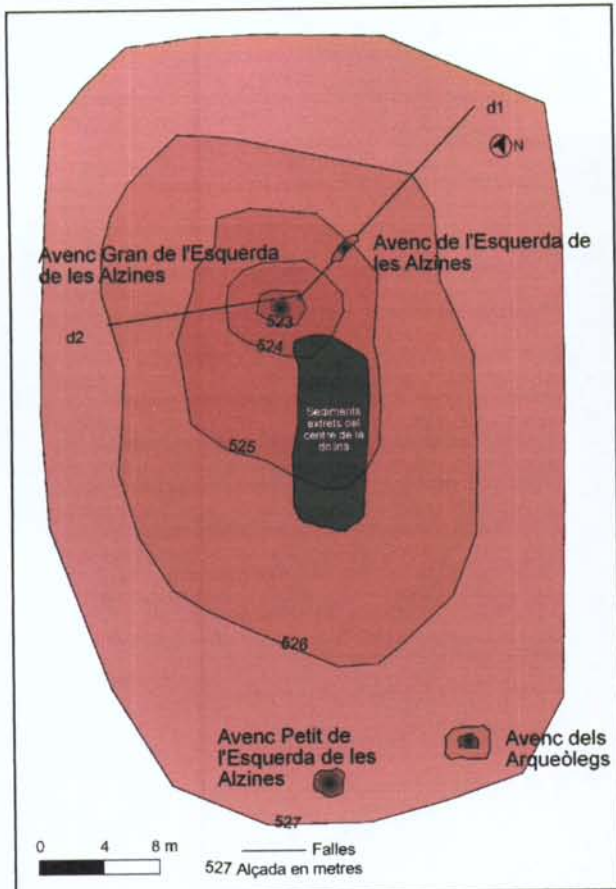 d1
N
Avenc Gran de l'Esquerda
de les Alzines
Avenc de l'Esquerda de
les Alzines
523
d2
524
Sediments
extrets del
centre de la
dolina
525
526
Avenc Petit de
l'Esquerda de les
Alzines
Avenc dels
Arqueòlegs
527
0 4 8 m
Falles
527 Alçada en metres